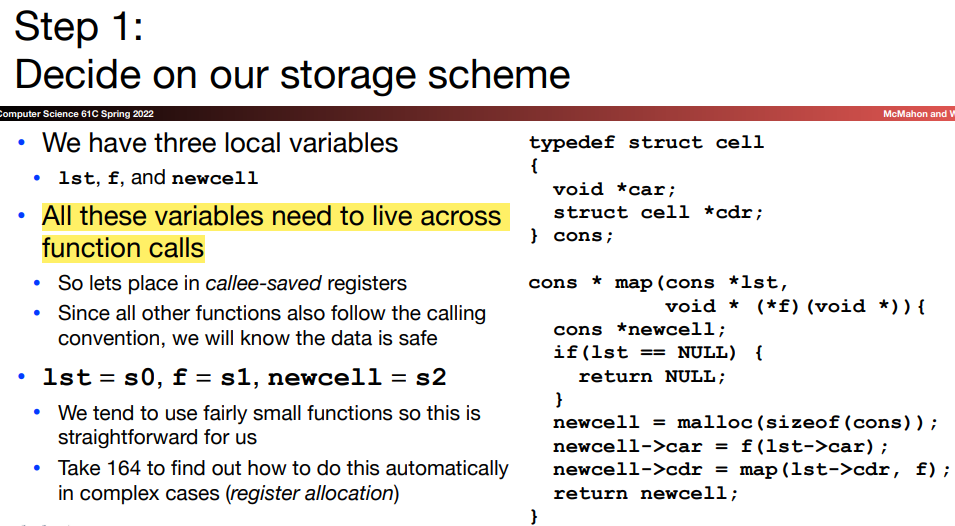 Step 1:
Decide on our storage scheme
Computer Science 61C Spring 2022
McMahon and W
• We have three local variables
• lst, f, and newcell
• All these variables need to live across
function calls
• So lets place in callee-saved registers
• Since all other functions also follow the calling
convention, we will know the data is safe
• lst = s0, f = s1, newcell = s2
• We tend to use fairly small functions so this is
straightforward for us
• Take 164 to find out how to do this automatically
in complex cases (register allocation)
typedef struct cell
{
  void *car;
  struct cell *cdr;
} cons;

cons * map(cons *lst,
           void * (*f)(void *)){
  cons *newcell;
  if(lst == NULL) {
    return NULL;
  }
  newcell = malloc(sizeof(cons));
  newcell->car = f(lst->car);
  newcell->cdr = map(lst->cdr, f);
  return newcell;
}